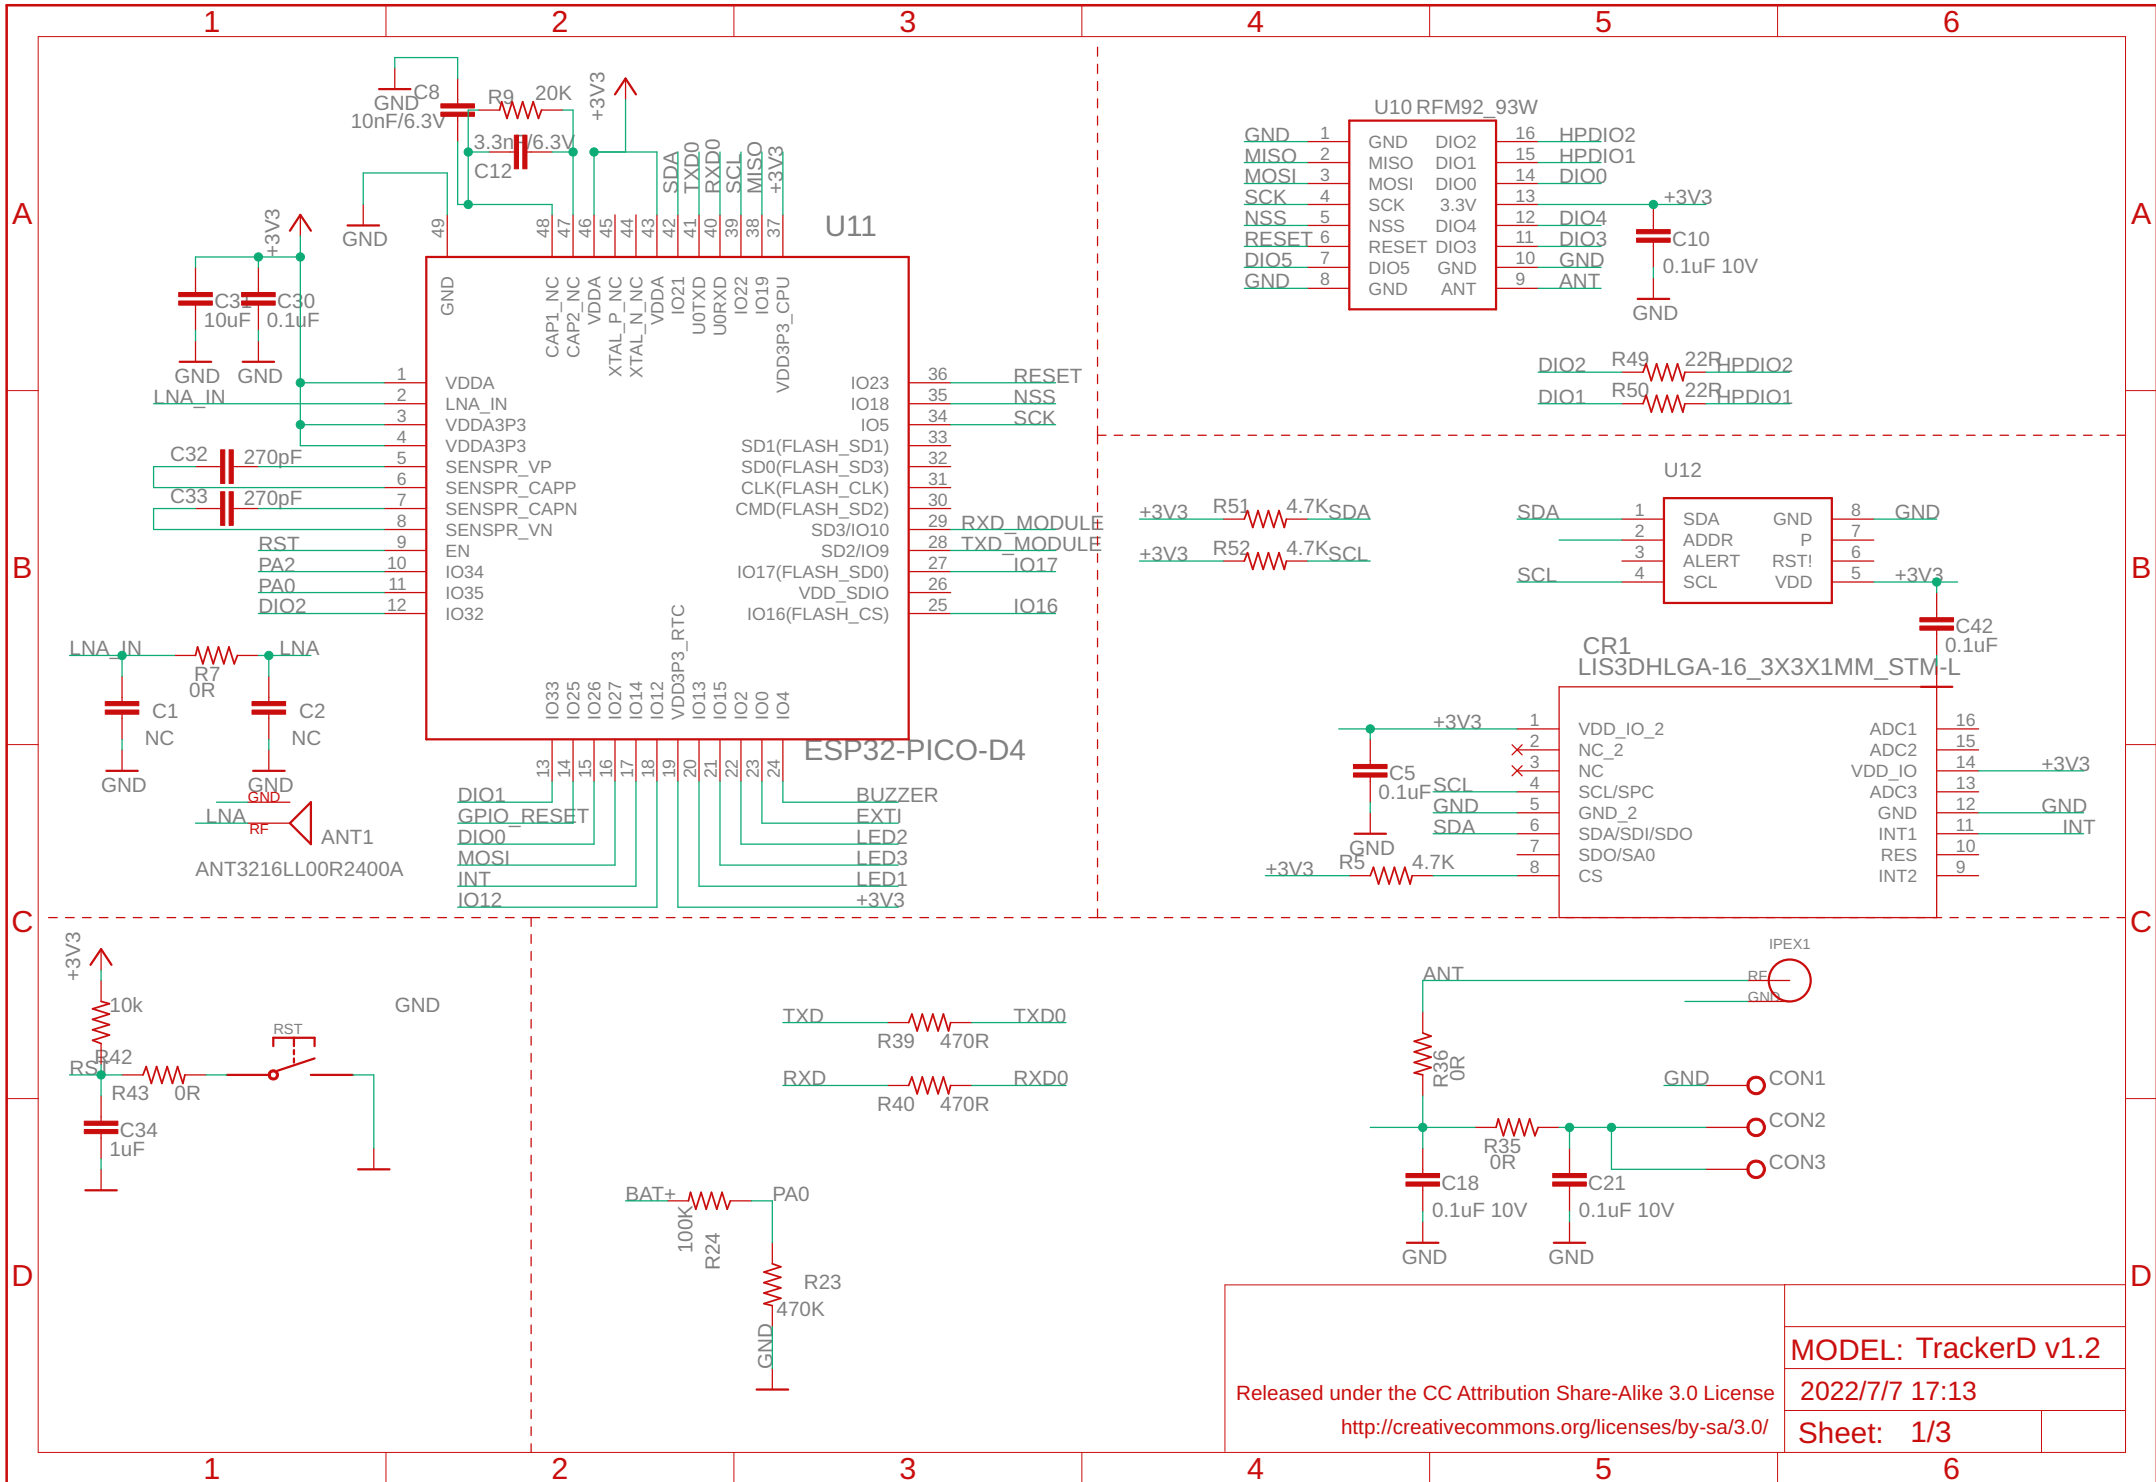 1 2 3 4 5 6
A
B
C
D
A
B
C
D
1 2 3 4 5 6
GND
C8
10nF/6.3V
R9 20K
C12
+3V3
SDA
TXD0
RXD0
SCL
MISO
+3V3
GND
+3V3
C31
10uF
C30
0.1uF
GND GND
49 48 47 46 45 44 43 42 41 40 39 38 37
U11
GND
CAP1_NC
CAP2_NC
VDDA
XTAL_P_NC
XTAL_N_NC
VDDA
IO21
U0TXD
U0RXD
IO22
IO19
VDD3P3_CPU
1 VDDA
LNA_IN 2 LNA_IN
3 VDDA3P3
4 VDDA3P3
C32 270pF 5 SENSPR_VP
6 SENSPR_CAPP
C33 270pF 7 SENSPR_CAPN
8 SENSPR_VN
RST 9 EN
PA2 10 IO34
PA0 11 IO35
DIO2 12 IO32
IO23 36 RESET
IO18 35 NSS
IO5 34 SCK
SD1(FLASH_SD1) 33
SD0(FLASH_SD3) 32
CLK(FLASH_CLK) 31
CMD(FLASH_SD2) 30
SD3/IO10 29 RXD_MODULE
SD2/IO9 28 TXD_MODULE
IO17(FLASH_SD0) 27 IO17
VDD_SDIO 26
IO16(FLASH_CS) 25 IO16
IO33
IO25
IO26
IO27
IO14
IO12
VDD3P3_RTC
IO13
IO15
IO2
IO0
IO4
ESP32-PICO-D4
13 14 15 16 17 18 19 20 21 22 23 24
DIO1
GPIO_RESET
DIO0
MOSI
INT
IO12
BUZZER
EXTI
LED2
LED3
LED1
+3V3
LNA_IN
R7
0R
LNA
C1
NC
C2
NC
GND
GND
GND
LNA RF
ANT1
ANT3216LL00R2400A
U10 RFM92_93W
GND 1 GND DIO2 16 HPDIO2
MISO 2 MISO DIO1 15 HPDIO1
MOSI 3 MOSI DIO0 14 DIO0
SCK 4 SCK 3.3V 13 +3V3
NSS 5 NSS DIO4 12 DIO4
RESET 6 RESET DIO3 11 DIO3
DIO5 7 DIO5 GND 10 GND
GND 8 GND ANT 9 ANT
C10
0.1uF 10V
GND
DIO2 R49 22R HPDIO2
DIO1 R50 22R HPDIO1
+3V3 R51 4.7K SDA
+3V3 R52 4.7K SCL
U12
SDA 1 SDA GND 8 GND
2 ADDR P 7
3 ALERT RST! 6
SCL 4 SCL VDD 5 +3V3
C42
0.1uF
CR1
LIS3DHLGA-16_3X3X1MM_STM-L
+3V3 1 VDD_IO_2 ADC1 16
2 NC_2 ADC2 15
3 NC VDD_IO 14 +3V3
SCL 4 SCL/SPC ADC3 13
GND 5 GND_2 GND 12 GND
SDA 6 SDA/SDI/SDO INT1 11 INT
7 SDO/SA0 RES 10
8 CS INT2 9
C5
0.1uF
GND
+3V3 R5 4.7K
+3V3
10k
R42
RST
R43 0R
C34
1uF
RST
GND
TXD R39 470R TXD0
RXD R40 470R RXD0
BAT+
100K
R24
PA0
R23
470K
GND
IPEX1
ANT RF
GND
R36
0R
GND CON1
CON2
CON3
R35
0R
C18
0.1uF 10V
GND
C21
0.1uF 10V
GND
Released under the CC Attribution Share-Alike 3.0 License
http://creativecommons.org/licenses/by-sa/3.0/
MODEL: TrackerD v1.2
2022/7/7 17:13
Sheet: 1/3